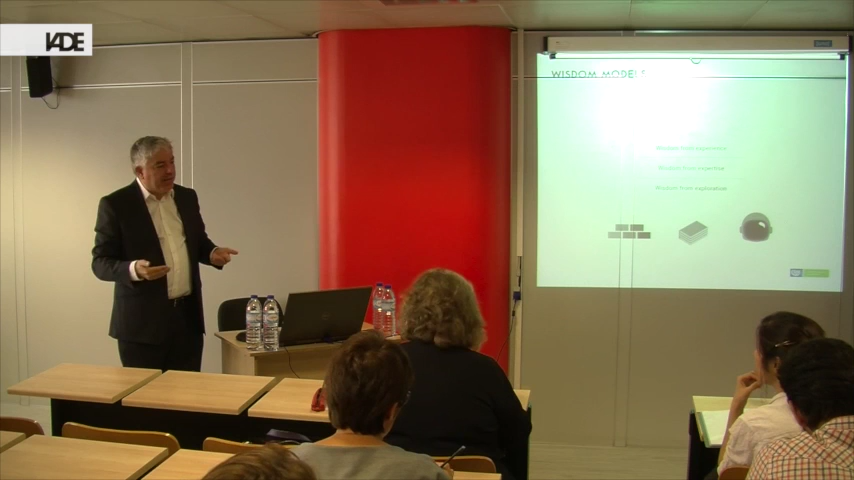 IADE
WISDOM MODELS
Wisdom from experience
Wisdom from expertise
Wisdom from exploration